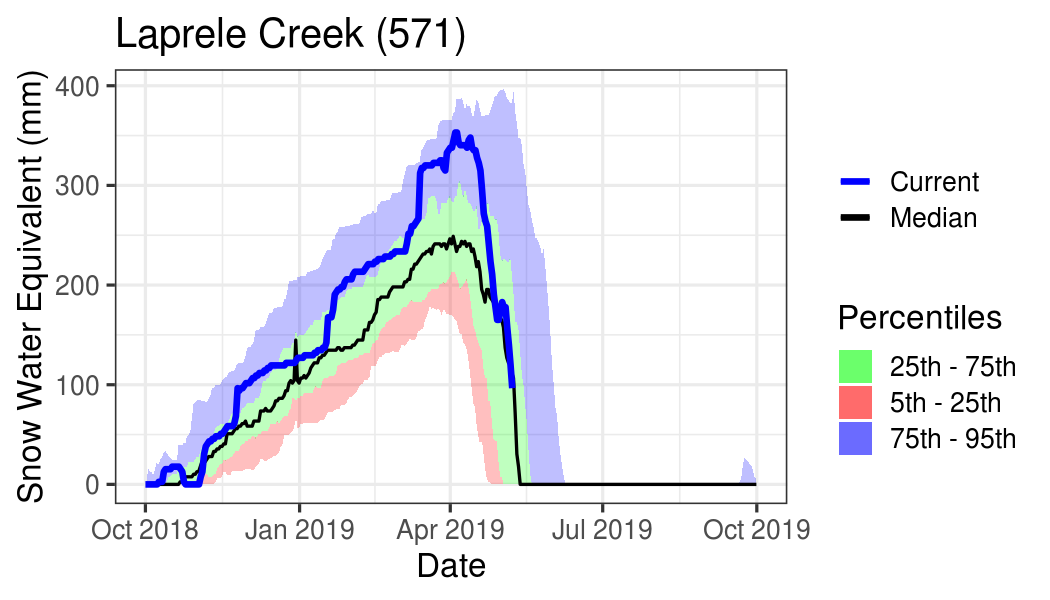 Laprele Creek (571)
Snow Water Equivalent (mm)
400
300
200
100
0
Oct 2018
Jan 2019
Apr 2019
Jul 2019
Oct 2019
Date
Current
Median
Percentiles
25th - 75th
5th - 25th
75th - 95th